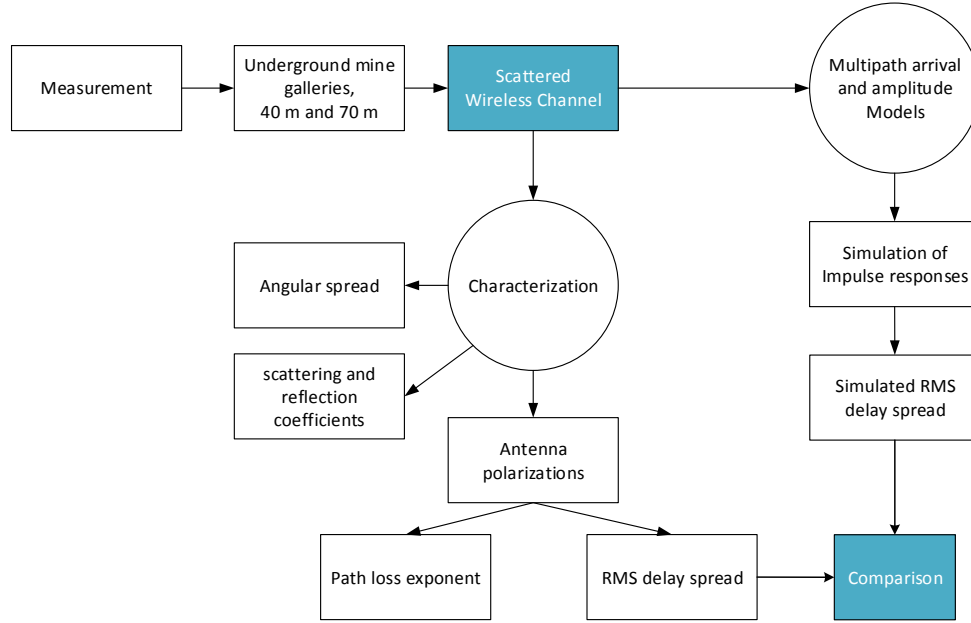 Measurement
Underground mine
galleries,
40 m and 70 m
Scattered
Wireless Channel
Multipath arrival
and amplitude
Models
Simulation of
Impulse responses
Angular spread
Characterization
scattering and
reflection
coefficients
Simulated RMS
delay spread
Antenna
polarizations
Path loss exponent
RMS delay spread
Comparison